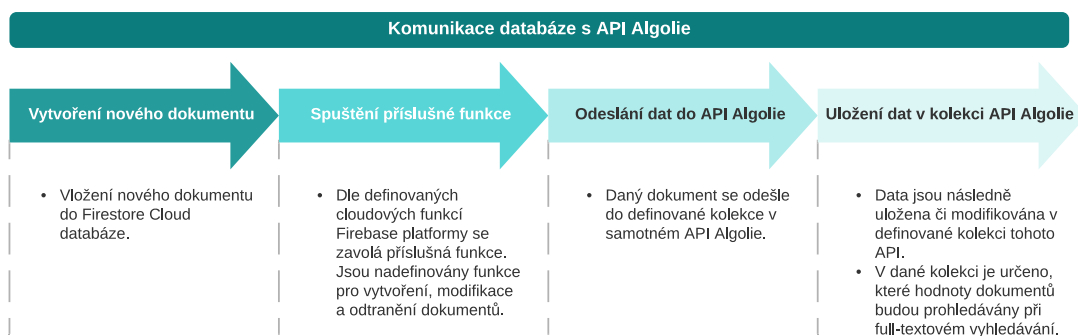 Komunikace databáze s API Algolie
Vytvoření nového dokumentu
Spuštění příslušné funkce
Odeslání dat do API Algolie
Uložení dat v kolekci API Algolie
• Vložení nového dokumentu
do Firestore Cloud
databáze.
• Dle definovaných
cloudových funkcí
Firebase platformy se
zavolá příslušná funkce.
Jsou nadefinovány funkce
pro vytvoření, modifikace
a odtranění dokumentů.
• Daný dokument se odešle
do definované kolekce v
samotném API Algolie.
• Data jsou následně
uložena či modifikována v
definované kolekci tohoto
API.
• V dané kolekci je určeno,
které hodnoty dokumentů
budou prohledávány při
full-textovém vyhledávání.